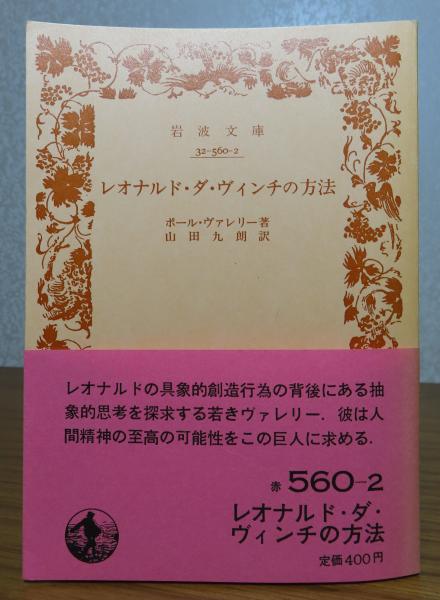 岩波文庫
32-560-2
レオナルド・ダ・ヴィンチの方法
ポール・ヴァレリー著
山田九朗訳
レオナルドの具象的創造行為の背後にある抽
象的思考を探求する若きヴァレリー．彼は人
間精神の至高の可能性をこの巨人に求める．
赤 560-2
レオナルド・ダ・
ヴィンチの方法
定価400円